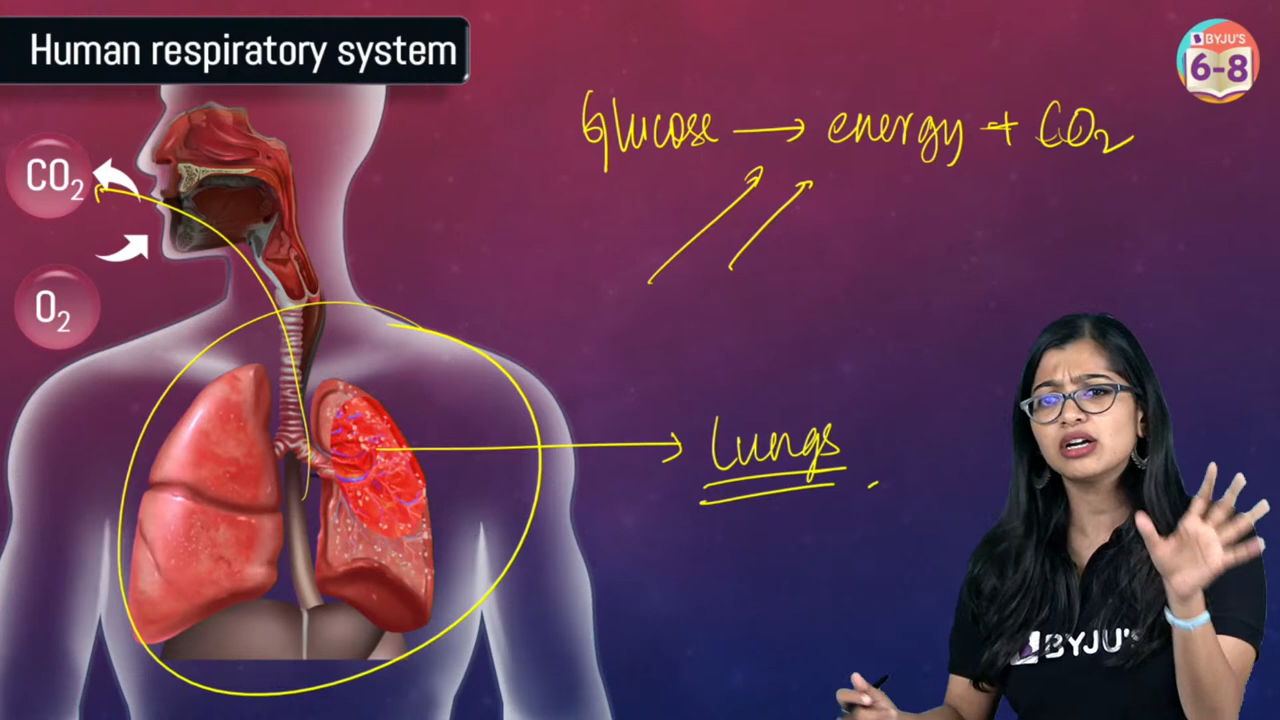 Human respiratory system
BYJU'S
6-8
Glucose → energy + CO2
CO₂
O₂
Lungs
BYJU'S